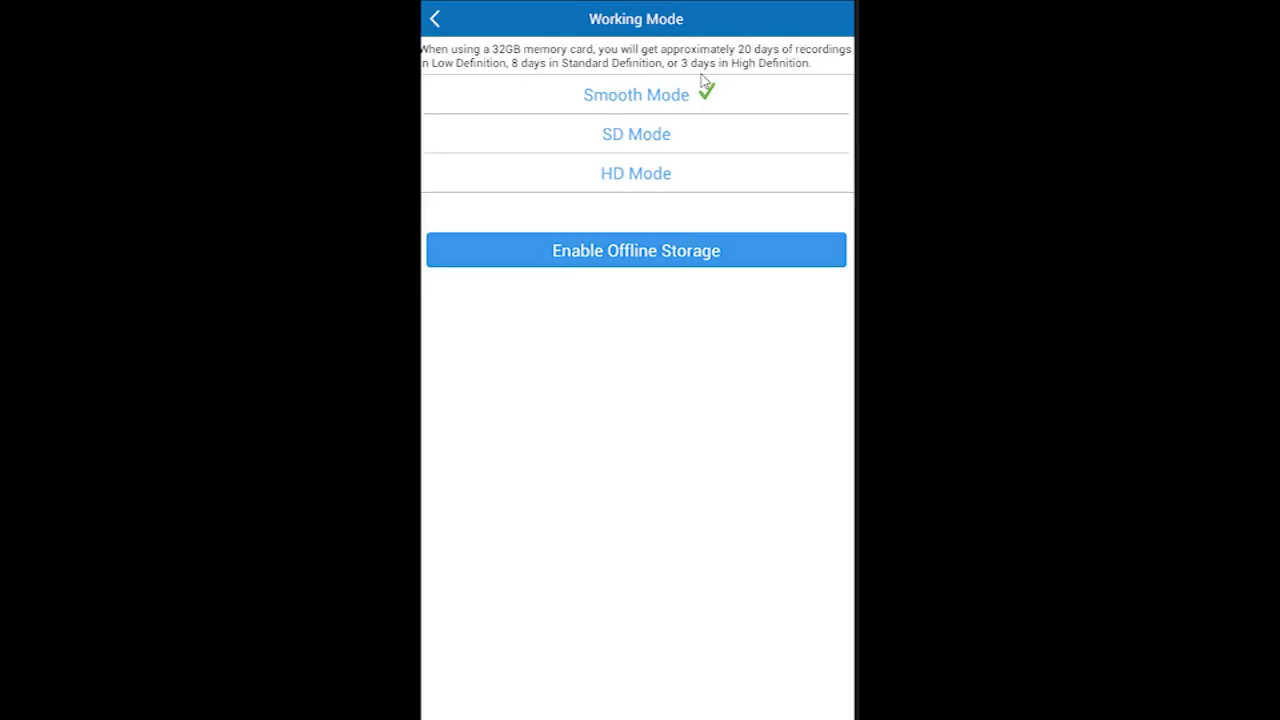 Working Mode
When using a 32GB memory card, you will get approximately 20 days of recordings
in Low Definition, 8 days in Standard Definition, or 3 days in High Definition.
Smooth Mode
SD Mode
HD Mode
Enable Offline Storage